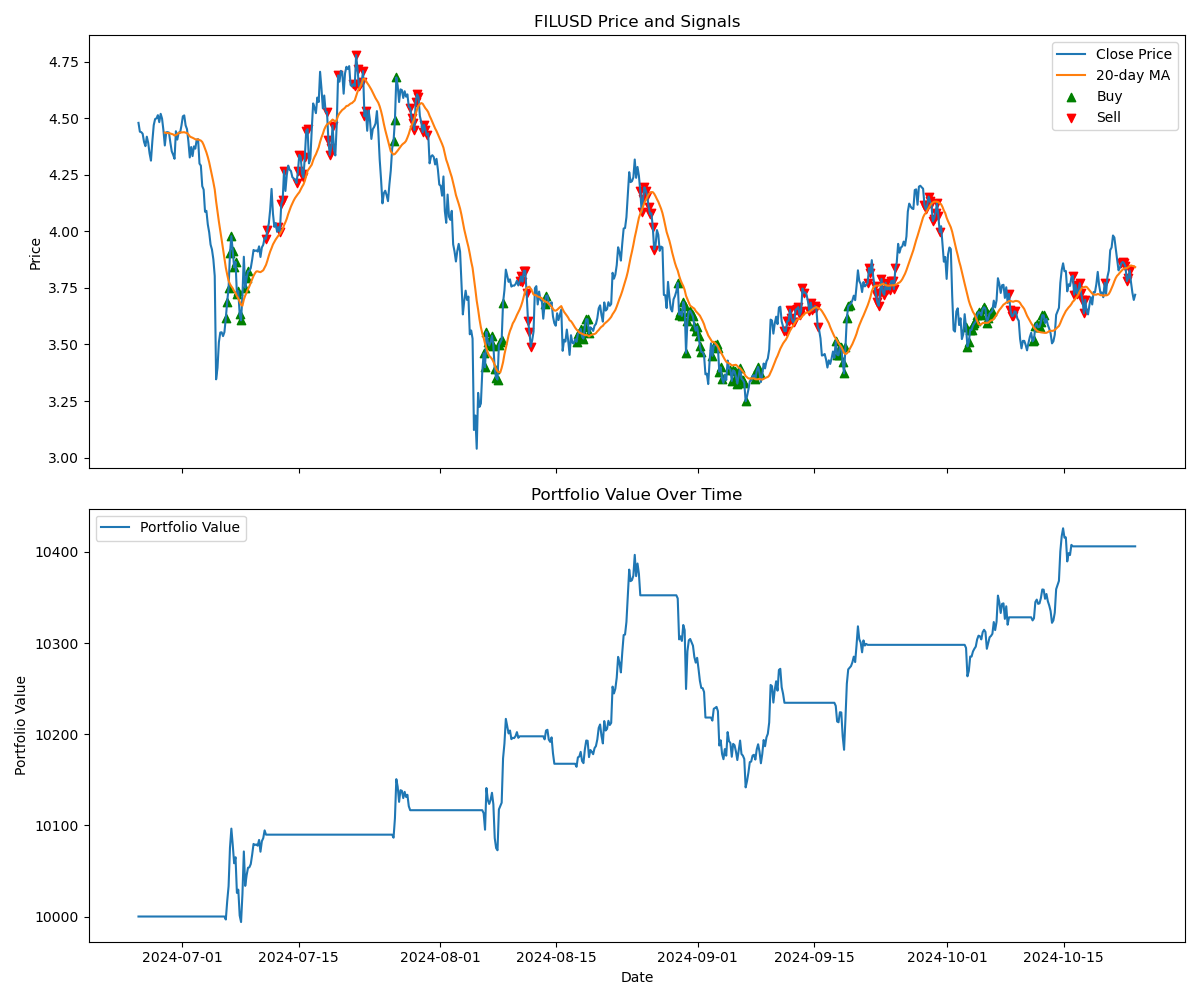 FILUSD Price and Signals
Price
4.75
4.50
4.25
4.00
3.75
3.50
3.25
3.00
Close Price
20-day MA
Buy
Sell
Portfolio Value Over Time
Portfolio Value
Portfolio Value
10400
10300
10200
10100
10000
2024-07-01
2024-07-15
2024-08-01
2024-08-15
2024-09-01
2024-09-15
2024-10-01
2024-10-15
Date